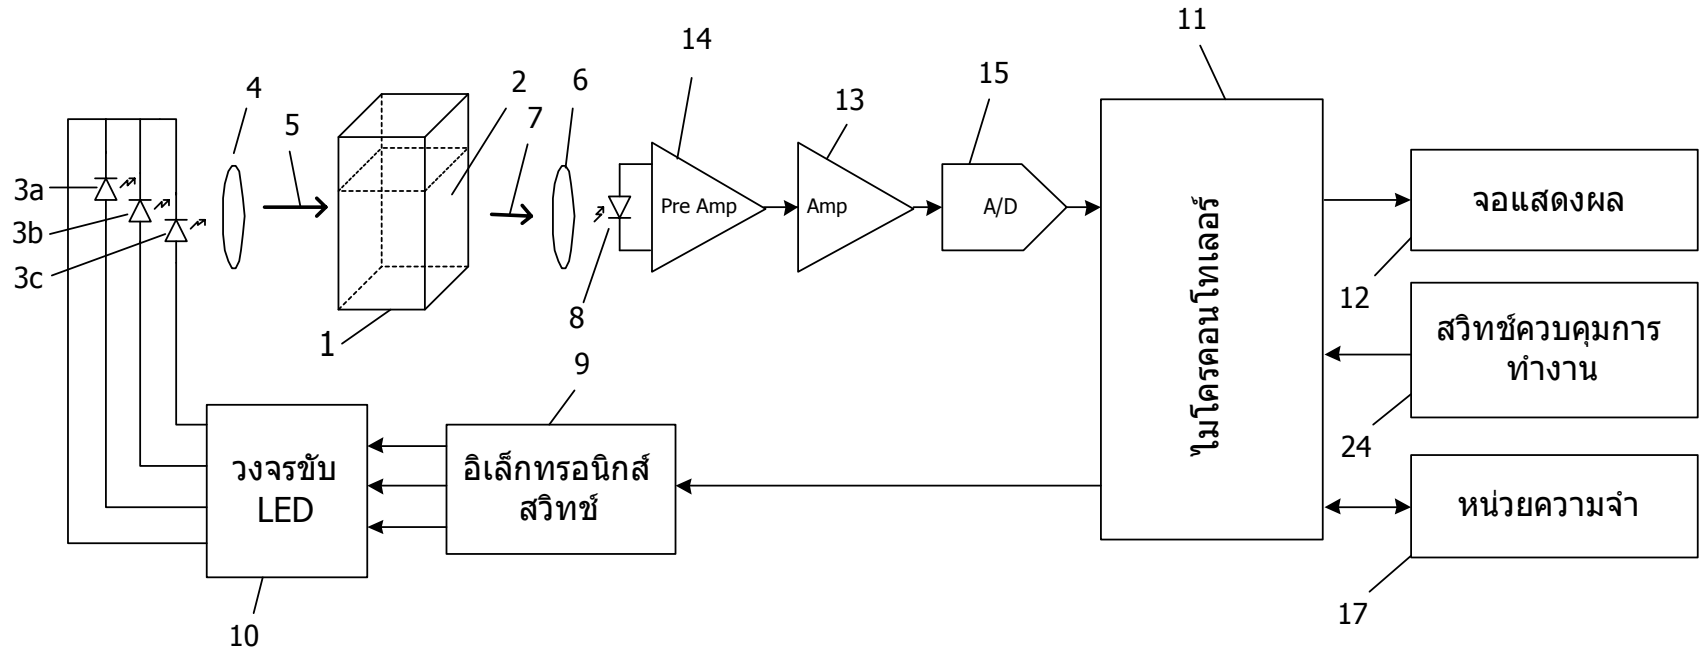 11
14
15
6
2
4
13
7
5
3a
จอแสดงผล
Pre Amp
Amp
A/D
3b
3c
12
8
1
ไมโครคอนโทเลอร์
สวิทช์ควบคุมการ
ทำงาน
9
24
วงจรขับ
LED
อิเล็กทรอนิกส์
สวิทช์
หน่วยความจำ
17
10